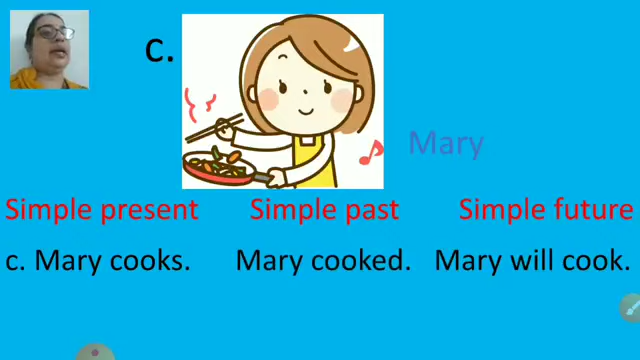 c.
Mary
Simple present Simple past Simple future
c. Mary cooks. Mary cooked. Mary will cook.